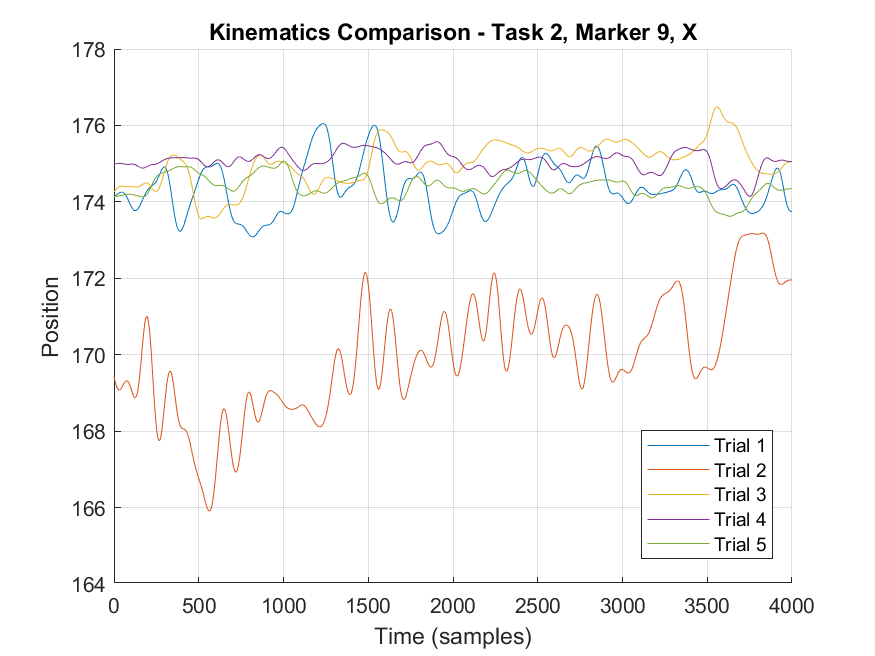 Kinematics Comparison - Task 2, Marker 9, X
178
176
174
172
170
168
166
164
Position
0 500 1000 1500 2000 2500 3000 3500 4000
Time (samples)
Trial 1
Trial 2
Trial 3
Trial 4
Trial 5